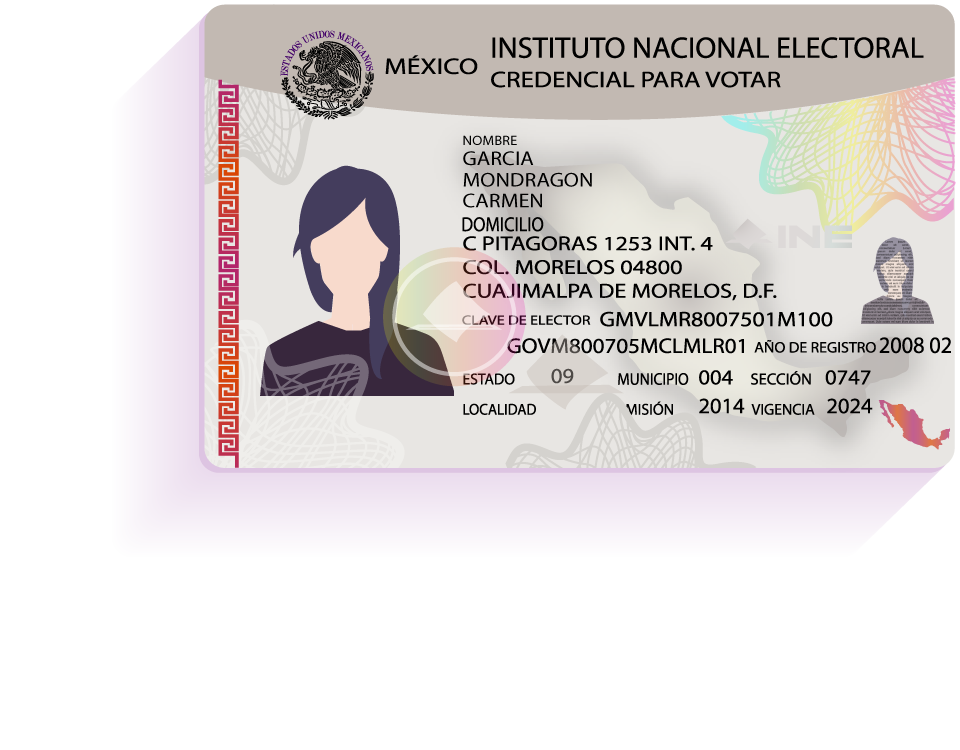 ESTADOS UNIDOS MEXICANOS
MÉXICO
INSTITUTO NACIONAL ELECTORAL
CREDENCIAL PARA VOTAR
NOMBRE
GARCIA
MONDRAGON
CARMEN
DOMICILIO
C PITAGORAS 1253 INT. 4
COL. MORELOS 04800
CUAJIMALPA DE MORELOS, D.F.
INE
CLAVE DE ELECTOR GMVLMR8007501M100
GOVM800705MCLMLR01 AÑO DE REGISTRO 2008 02
ESTADO 09 MUNICIPIO 004 SECCIÓN 0747
LOCALIDAD MISIÓN 2014 VIGENCIA 2024